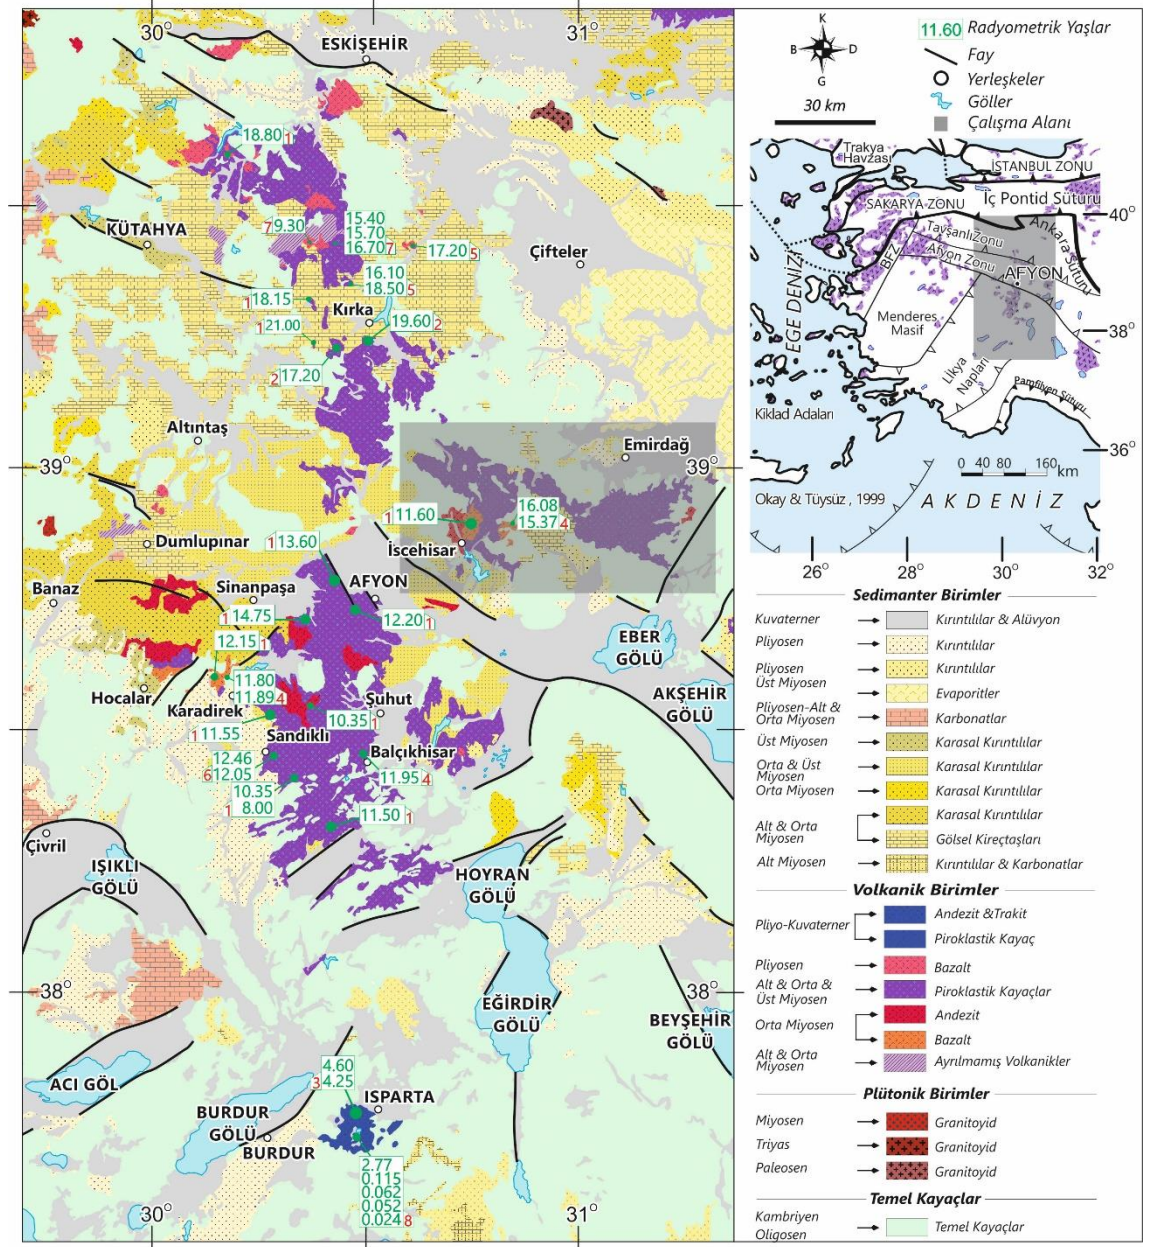 30°
31°
ESKİŞEHİR
18.80 1
KÜTAHYA
7 9.30
15.40
15.70
16.70 7
17.20 5
Çifteler
16.10
18.50 5
1 18.15
Kırka
1 21.00
19.60 2
2 17.20
Altıntaş
Emirdağ
39°
39°
16.08
15.37 4
1 11.60
İscehisar
Dumlupınar
1 13.60
Banaz
Sinanpaşa
AFYON
1 14.75
12.20 1
12.15 1
EBER
GÖLÜ
11.80
11.89 4
Hocalar
Karadirek
Şuhut
AKŞEHİR
GÖLÜ
10.35 1
1 11.55
Sandıklı
Balçıkhisar
12.46
6 12.05
11.95 4
10.35
1 8.00
11.50 1
Çivril
IŞIKLI
GÖLÜ
HOYRAN
GÖLÜ
38°
38°
EĞİRDİR
GÖLÜ
BEYŞEHİR
GÖLÜ
ACI GÖL
4.60
3 4.25
ISPARTA
BURDUR
GÖLÜ
BURDUR
2.77
0.115
0.062
0.052
0.024 8
30°
31°
K
B D
G
30 km
11.60 Radyometrik Yaşlar
Fay
Yerleşkeler
Göller
Çalışma Alanı
Trakya
Havzası
İSTANBUL ZONU
İç Pontid Sütur
SAKARYA ZONU
40°
TavşanlıZonu
Afyon Zonu
Ankara Süturu
BFZ
AFYON
EGE DENİZİ
Menderes
Masif
38°
Likya
Napları
Pamfilyen Süturu
Kiklad Adaları
36°
0 40 80 160 km
Okay & Tüysüz , 1999
AKDENİZ
26° 28° 30° 32°
Sedimanter Birimler
Kuvaterner Kırıntılılar & Alüvyon
Pliyosen Kırıntılılar
Pliyosen
Üst Miyosen Kırıntılılar
Evaporitler
Pliyosen-Alt &
Orta Miyosen Karbonatlar
Üst Miyosen Karasal Kırıntılılar
Orta & Üst
Miyosen Karasal Kırıntılılar
Orta Miyosen Karasal Kırıntılılar
Karasal Kırıntılılar
Alt & Orta
Miyosen
Gölsel Kireçtaşları
Alt Miyosen Kırıntılılar & Karbonatlar
Volkanik Birimler
Andezit &Trakit
Pliyo-Kuvaterner
Piroklastik Kayaç
Pliyosen Bazalt
Alt & Orta &
Üst Miyosen Piroklastik Kayaçlar
Orta Miyosen Andezit
Bazalt
Alt & Orta
Miyosen Ayrılmamış Volkanikler
Plütonik Birimler
Miyosen Granitoyid
Triyas Granitoyid
Paleosen Granitoyid
Temel Kayaçlar
Kambriyen
Oligosen Temel Kayaçlar